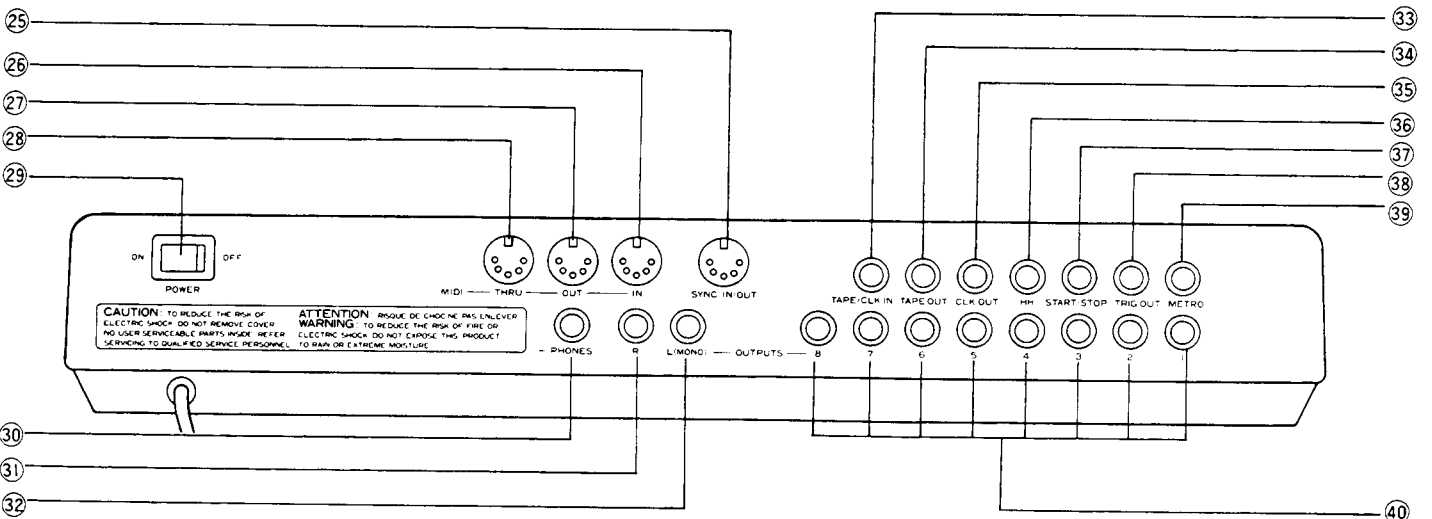 25
26
27
28
29
30
31
32
33
34
35
36
37
38
39
40
ON OFF
POWER
MIDI THRU OUT IN SYNC IN/OUT
TAPE/CLK IN TAPE OUT CLK OUT HH START STOP TRIG OUT METRO
CAUTION: TO REDUCE THE RISK OF
ELECTRIC SHOCK DO NOT REMOVE COVER
NO USER SERVICEABLE PARTS INSIDE REFER
SERVICING TO QUALIFIED SERVICE PERSONNEL
ATTENTION: RISQUE DE CHOC NE PAS ENLEVER
WARNING: TO REDUCE THE RISK OF FIRE OR
ELECTRIC SHOCK DO NOT EXPOSE THIS PRODUCT
TO RAIN OR EXTREME MOISTURE
PHONES R L(MONO) OUTPUTS 8 7 6 5 4 3 2 1